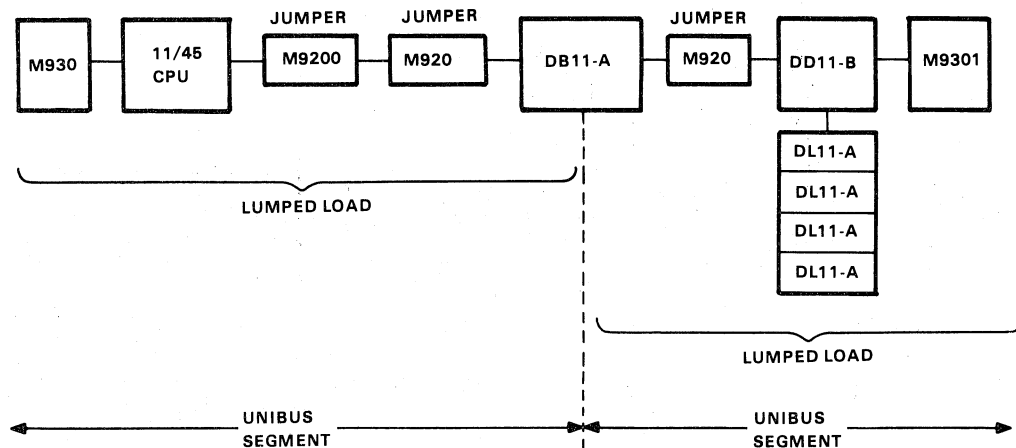 JUMPER JUMPER JUMPER
M930 11/45 CPU M9200 M920 DB11-A M920 DD11-B M9301
DL11-A
DL11-A
DL11-A
DL11-A
LUMPED LOAD
LUMPED LOAD
UNIBUS SEGMENT
UNIBUS SEGMENT